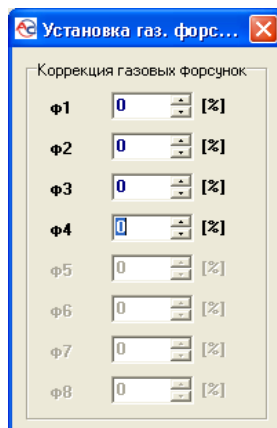 AC Установка газ. форс...
Коррекция газовых форсунок
ф1 0 [%]
ф2 0 [%]
ф3 0 [%]
ф4 0 [%]
ф5 0 [%]
ф6 0 [%]
ф7 0 [%]
ф8 0 [%]